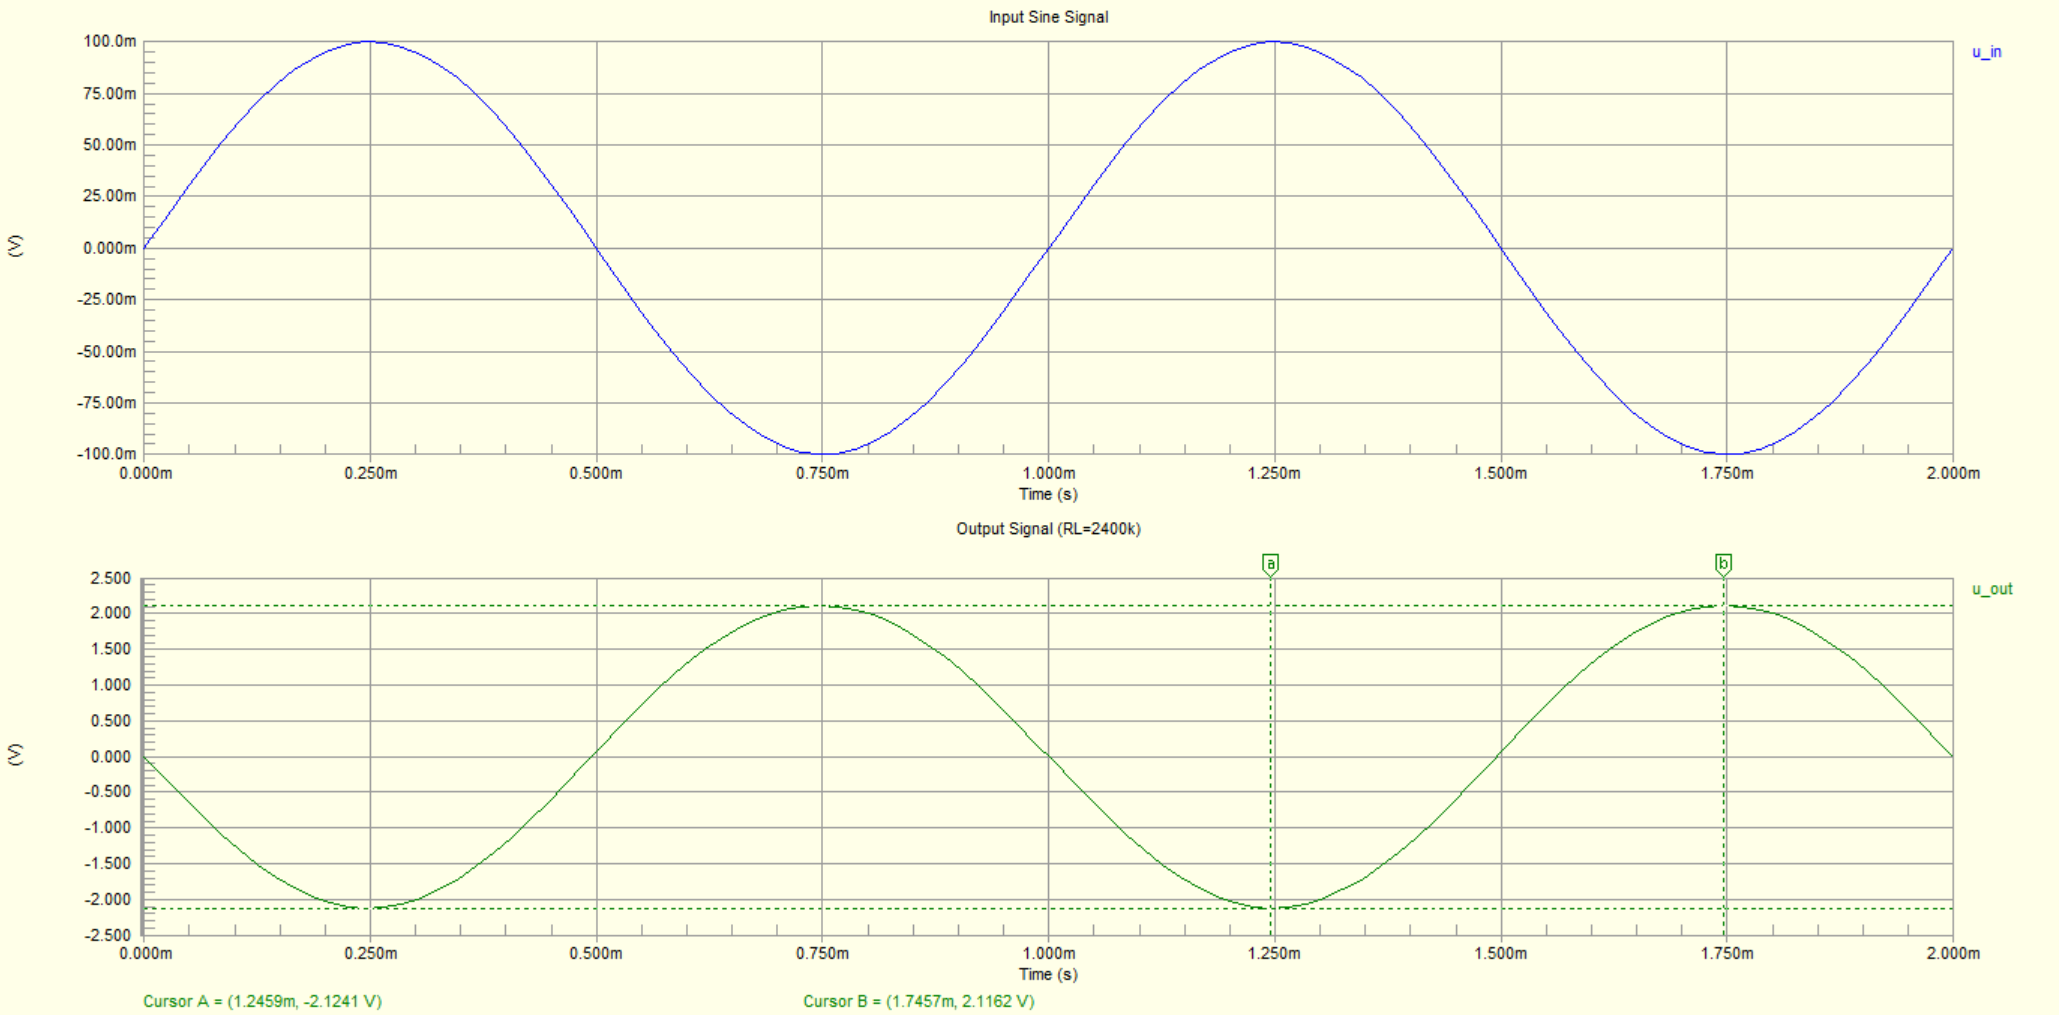 Input Sine Signal
u_in
(V)
100.0m
75.00m
50.00m
25.00m
0.000m
-25.00m
-50.00m
-75.00m
-100.0m
0.000m 0.250m 0.500m 0.750m 1.000m 1.250m 1.500m 1.750m 2.000m
Time (s)
Output Signal (RL=2400k)
a b
u_out
(V)
2.500
2.000
1.500
1.000
0.500
0.000
-0.500
-1.000
-1.500
-2.000
-2.500
0.000m 0.250m 0.500m 0.750m 1.000m 1.250m 1.500m 1.750m 2.000m
Time (s)
Cursor A = (1.2459m, -2.1241 V) Cursor B = (1.7457m, 2.1162 V)